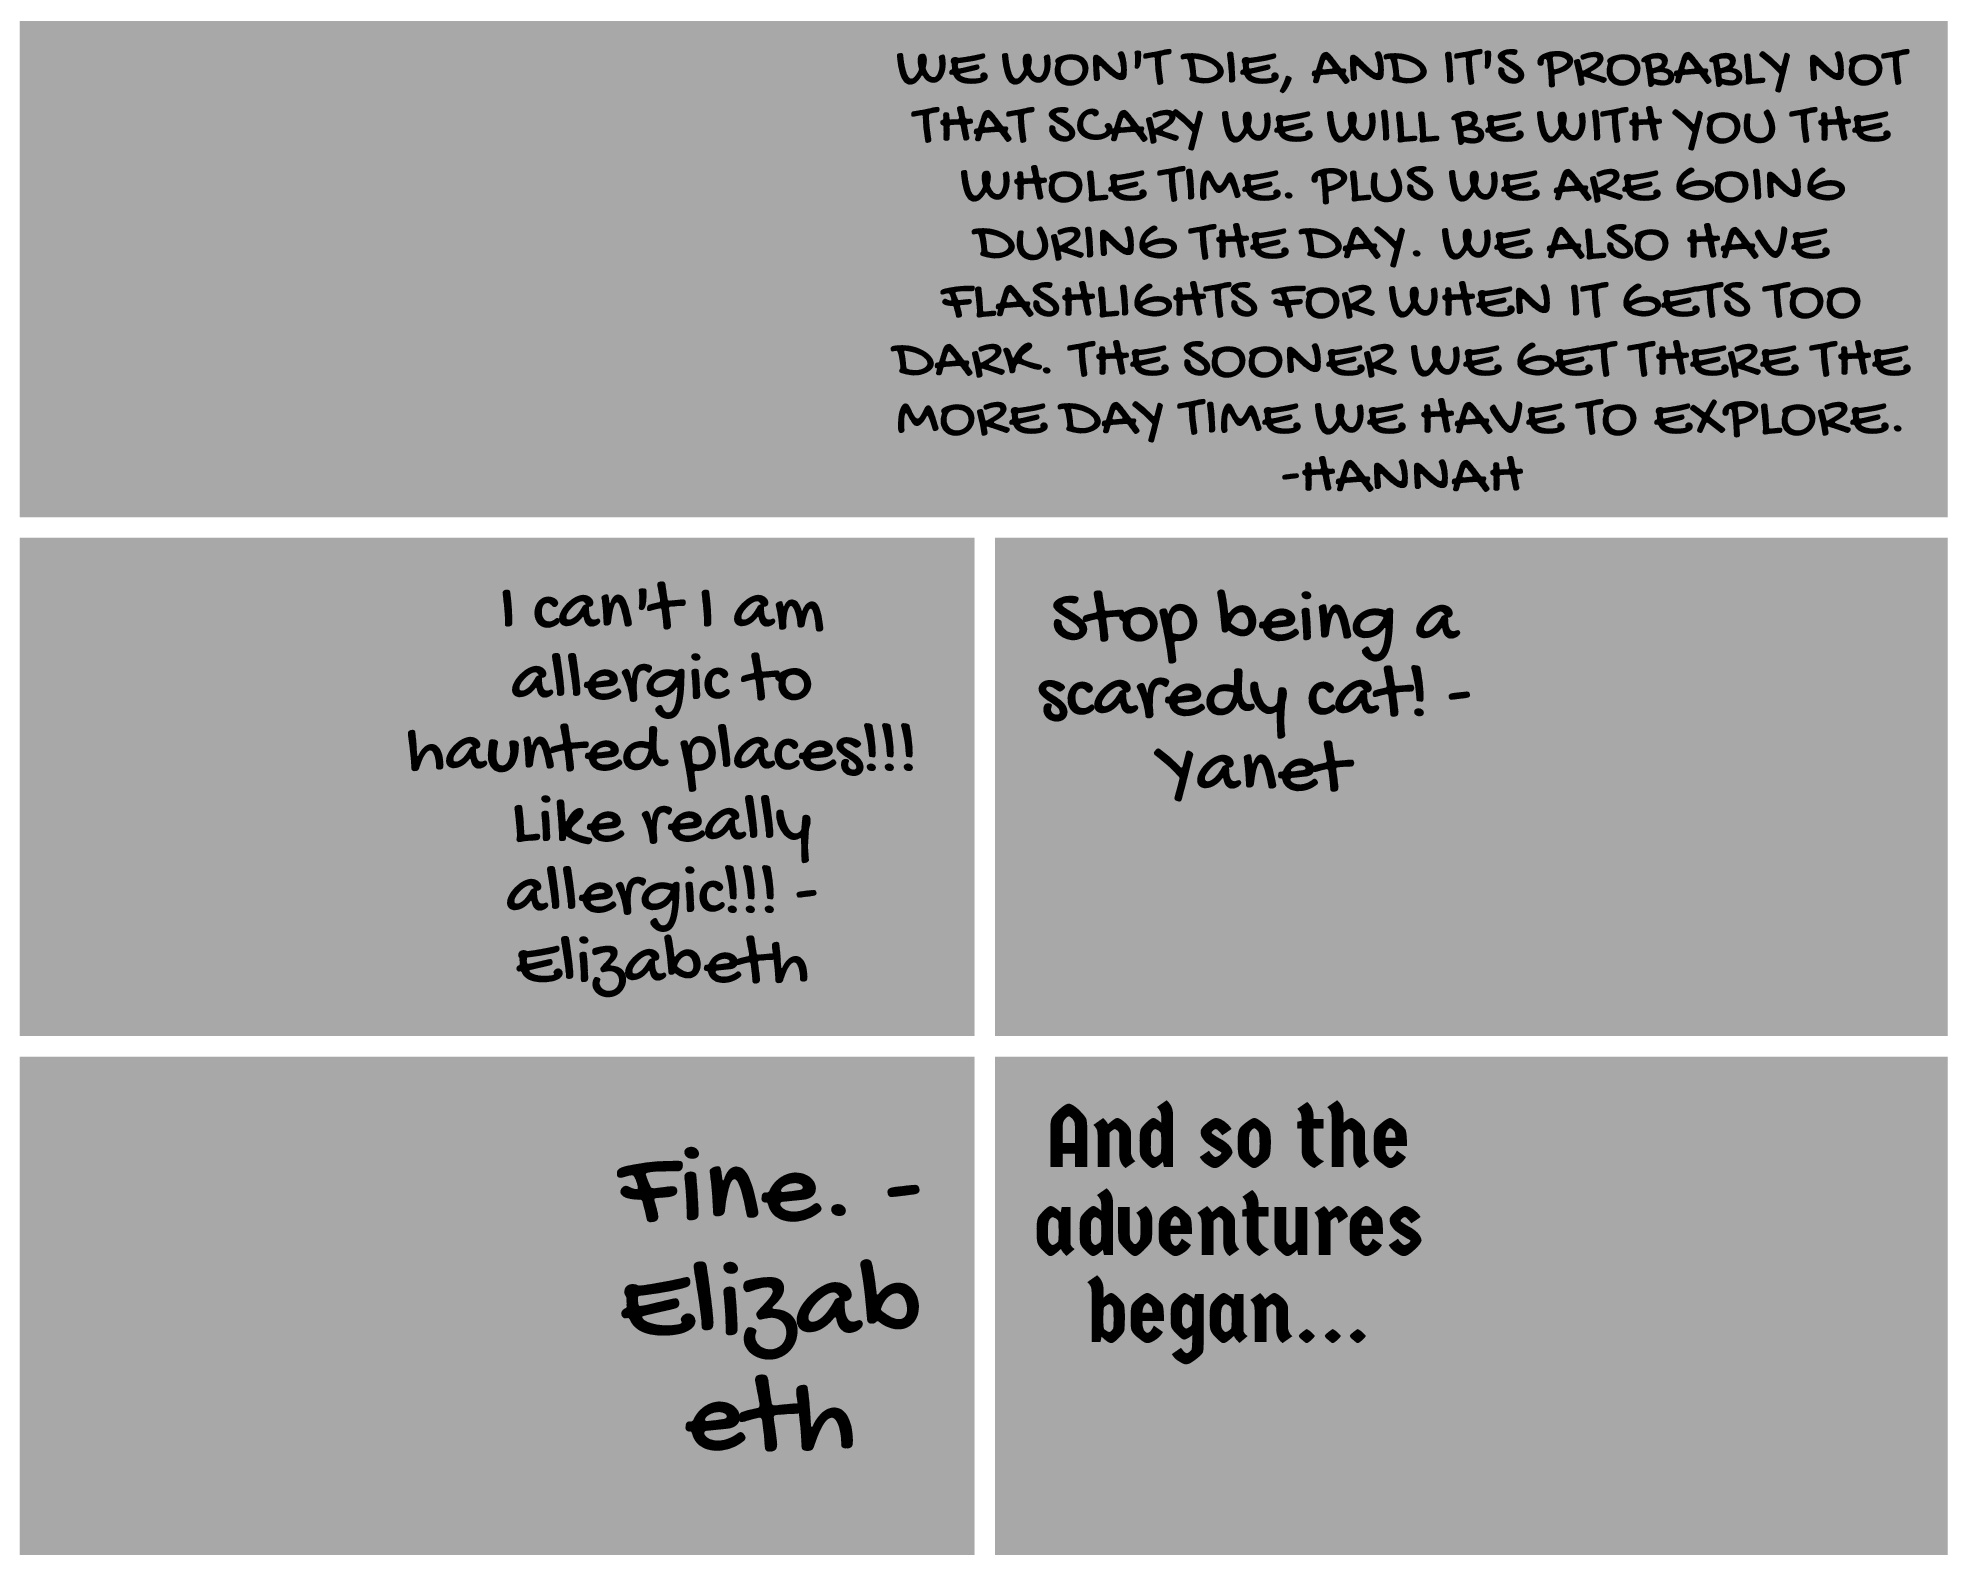 WE WON'T DIE, AND IT'S PROBABLY NOT
THAT SCARY WE WILL BE WITH YOU THE
WHOLE TIME. PLUS WE ARE GOING
DURING THE DAY. WE ALSO HAVE
FLASHLIGHTS FOR WHEN IT GETS TOO
DARK. THE SOONER WE GET THERE THE
MORE DAY TIME WE HAVE TO EXPLORE.
-HANNAH
I can't I am
allergic to
haunted places!!!
Like really
allergic!!! -
Elizabeth
Stop being a
scaredy cat! -
Yanet
Fine. -
Elizab
eth
And so the
adventures
began...